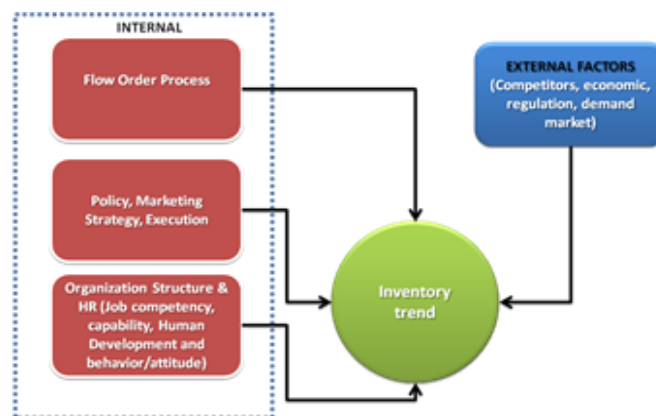 INTERNAL
Flow Order Process
Policy, Marketing
Strategy, Execution
Organization Structure &
HR (Job competency,
capability, Human
Development and
behavior/attitude)
EXTERNAL FACTORS
(Competitors, economic,
regulation, demand
market)
Inventory
trend